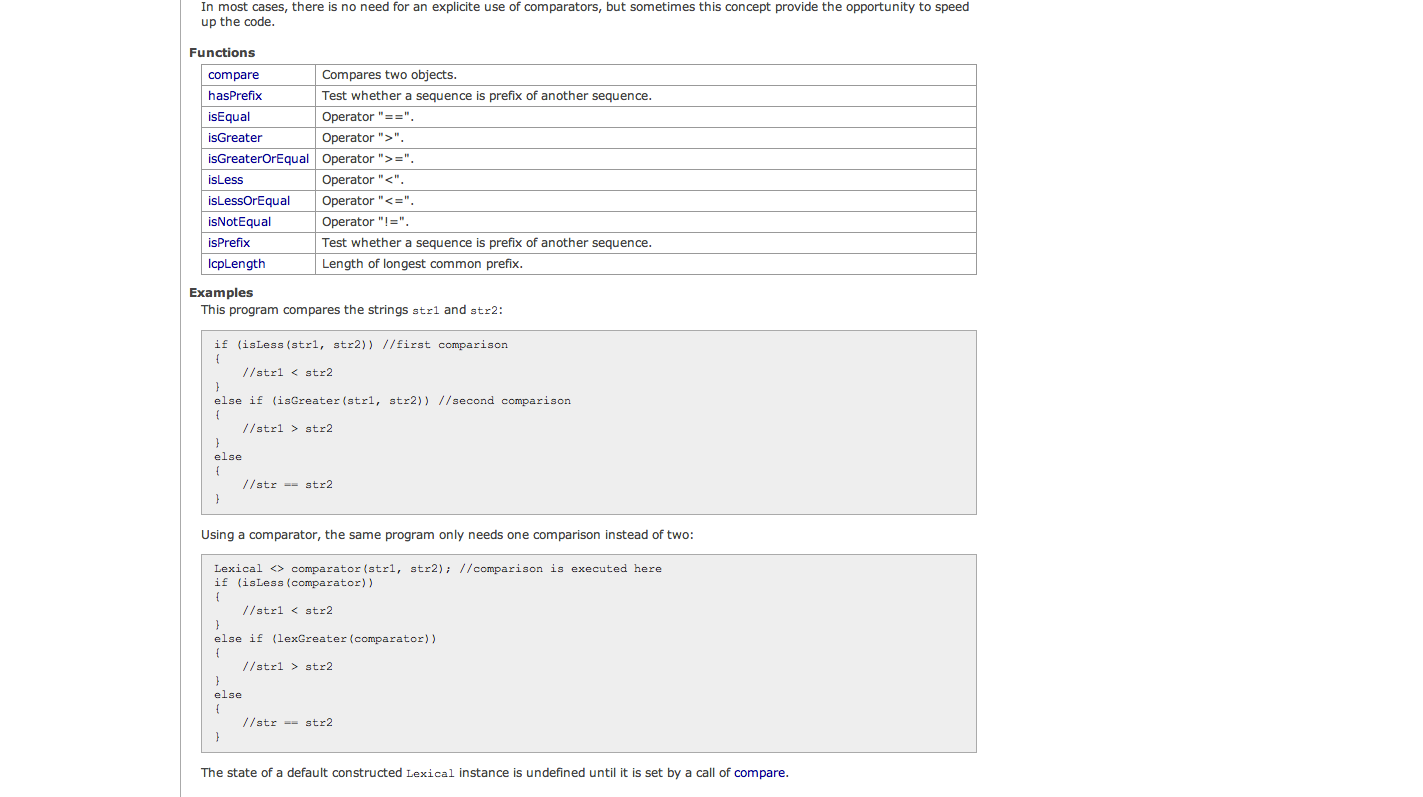 In most cases, there is no need for an explicite use of comparators, but sometimes this concept provide the opportunity to speed
up the code.
Functions
compare Compares two objects.
hasPrefix Test whether a sequence is prefix of another sequence.
isEqual Operator "==".
isGreater Operator ">".
isGreaterOrEqual Operator ">=".
isLess Operator "<".
isLessOrEqual Operator "<=".
isNotEqual Operator "!=".
isPrefix Test whether a sequence is prefix of another sequence.
lcpLength Length of longest common prefix.
Examples
This program compares the strings str1 and str2:
if (isLess(str1, str2)) //first comparison
{
    //str1 < str2
}
else if (isGreater(str1, str2)) //second comparison
{
    //str1 > str2
}
else
{
    //str == str2
}
Using a comparator, the same program only needs one comparison instead of two:
Lexical <> comparator(str1, str2); //comparison is executed here
if (isLess(comparator))
{
    //str1 < str2
}
else if (lexGreater(comparator))
{
    //str1 > str2
}
else
{
    //str == str2
}
The state of a default constructed Lexical instance is undefined until it is set by a call of compare.